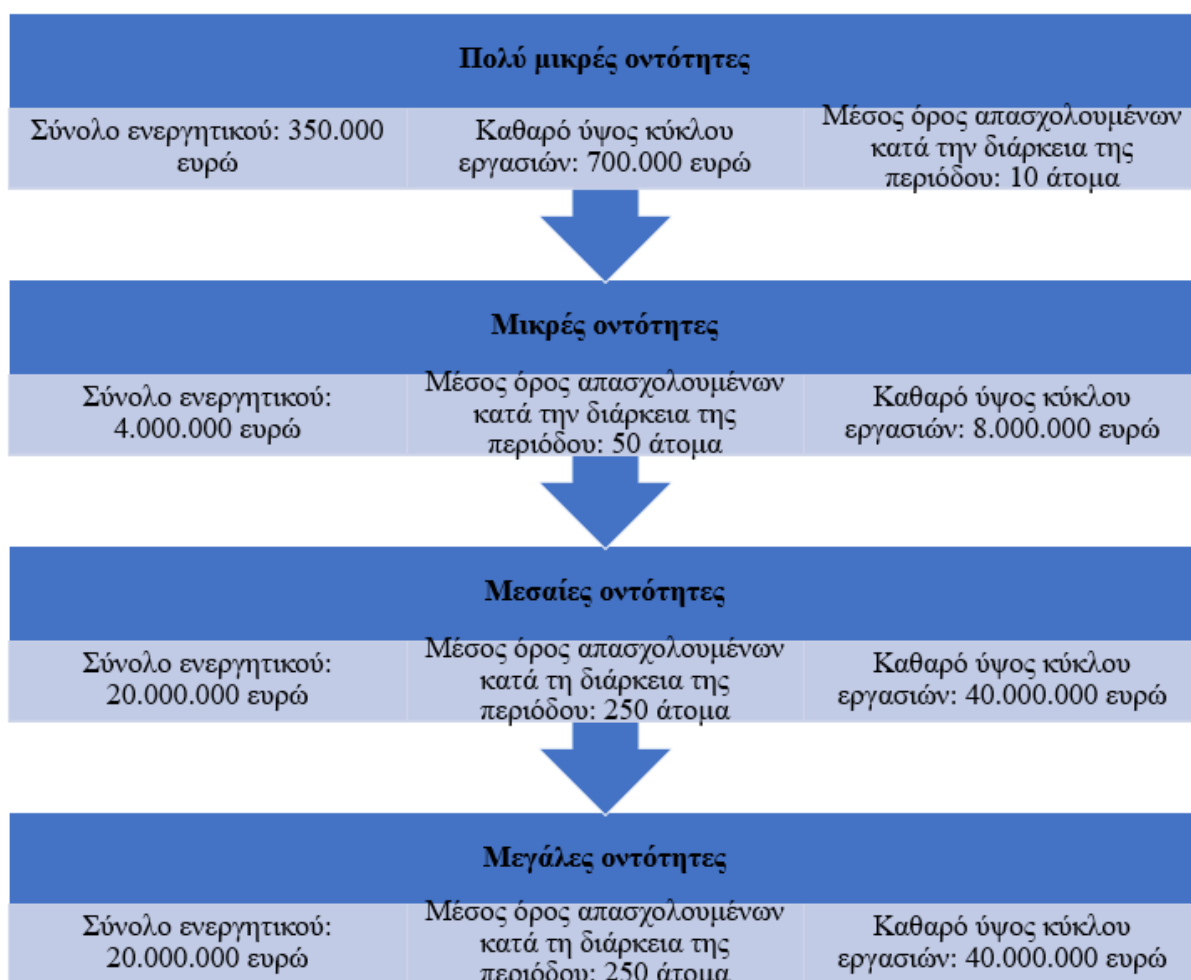 Πολύ μικρές οντότητες
Σύνολο ενεργητικού: 350.000
ευρώ
Καθαρό ύψος κύκλου
εργασιών: 700.000 ευρώ
Μέσος όρος απασχολουμένων
κατά την διάρκεια της
περιόδου: 10 άτομα
Μικρές οντότητες
Σύνολο ενεργητικού:
4.000.000 ευρώ
Μέσος όρος απασχολουμένων
κατά την διάρκεια της
περιόδου: 50 άτομα
Καθαρό ύψος κύκλου
εργασιών: 8.000.000 ευρώ
Μεσαίες οντότητες
Σύνολο ενεργητικού:
20.000.000 ευρώ
Μέσος όρος απασχολουμένων
κατά τη διάρκεια της
περιόδου: 250 άτομα
Καθαρό ύψος κύκλου
εργασιών: 40.000.000 ευρώ
Μεγάλες οντότητες
Σύνολο ενεργητικού:
20.000.000 ευρώ
Μέσος όρος απασχολουμένων
κατά τη διάρκεια της
περιόδου: 250 άτομα
Καθαρό ύψος κύκλου
εργασιών: 40.000.000 ευρώ